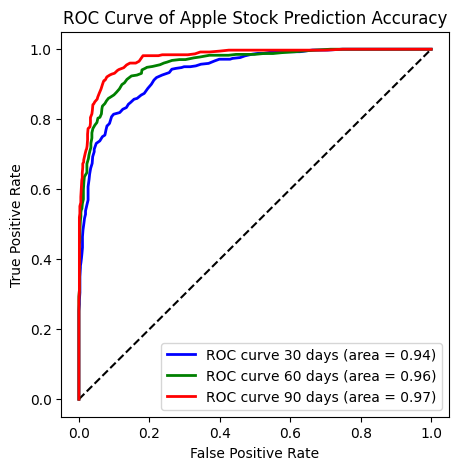 ROC Curve of Apple Stock Prediction Accuracy
True Positive Rate
1.0
0.8
0.6
0.4
0.2
0.0
ROC curve 30 days (area = 0.94)
ROC curve 60 days (area = 0.96)
ROC curve 90 days (area = 0.97)
0.0 0.2 0.4 0.6 0.8 1.0
False Positive Rate